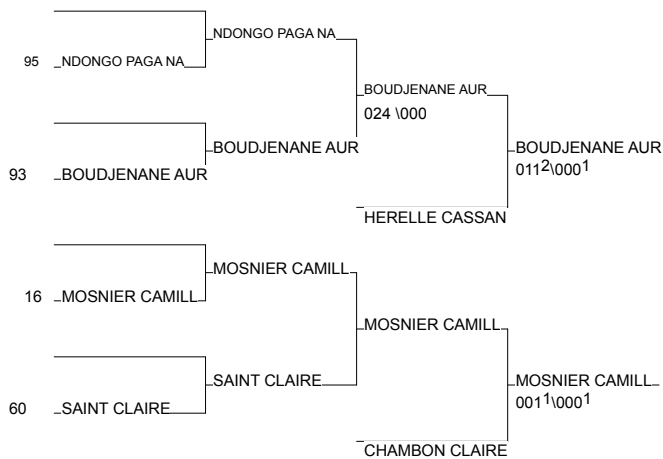 NDONGO PAGA NA
95 NDONGO PAGA NA
BOUDJENANE AUR
024 \000
BOUDJENANE AUR
BOUDJENANE AUR
011²\000¹
93 BOUDJENANE AUR
HERELLE CASSAN
MOSNIER CAMILL
16 MOSNIER CAMILL
MOSNIER CAMILL
SAINT CLAIRE
MOSNIER CAMILL
001¹\000¹
60 SAINT CLAIRE
CHAMBON CLAIRE